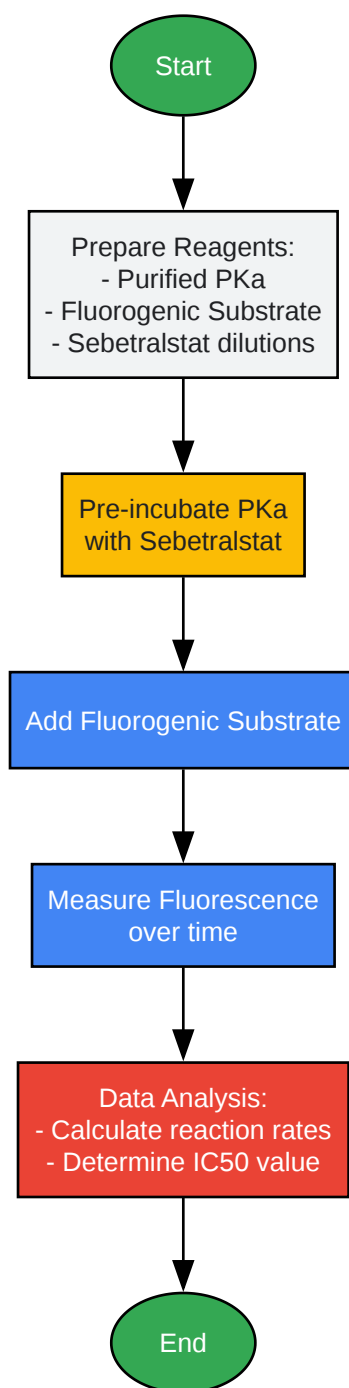 Start
Prepare Reagents:
- Purified PKa
- Fluorogenic Substrate
- Sebetralstat dilutions
Pre-incubate PKa
with Sebetralstat
Add Fluorogenic Substrate
Measure Fluorescence
over time
Data Analysis:
- Calculate reaction rates
- Determine IC50 value
End